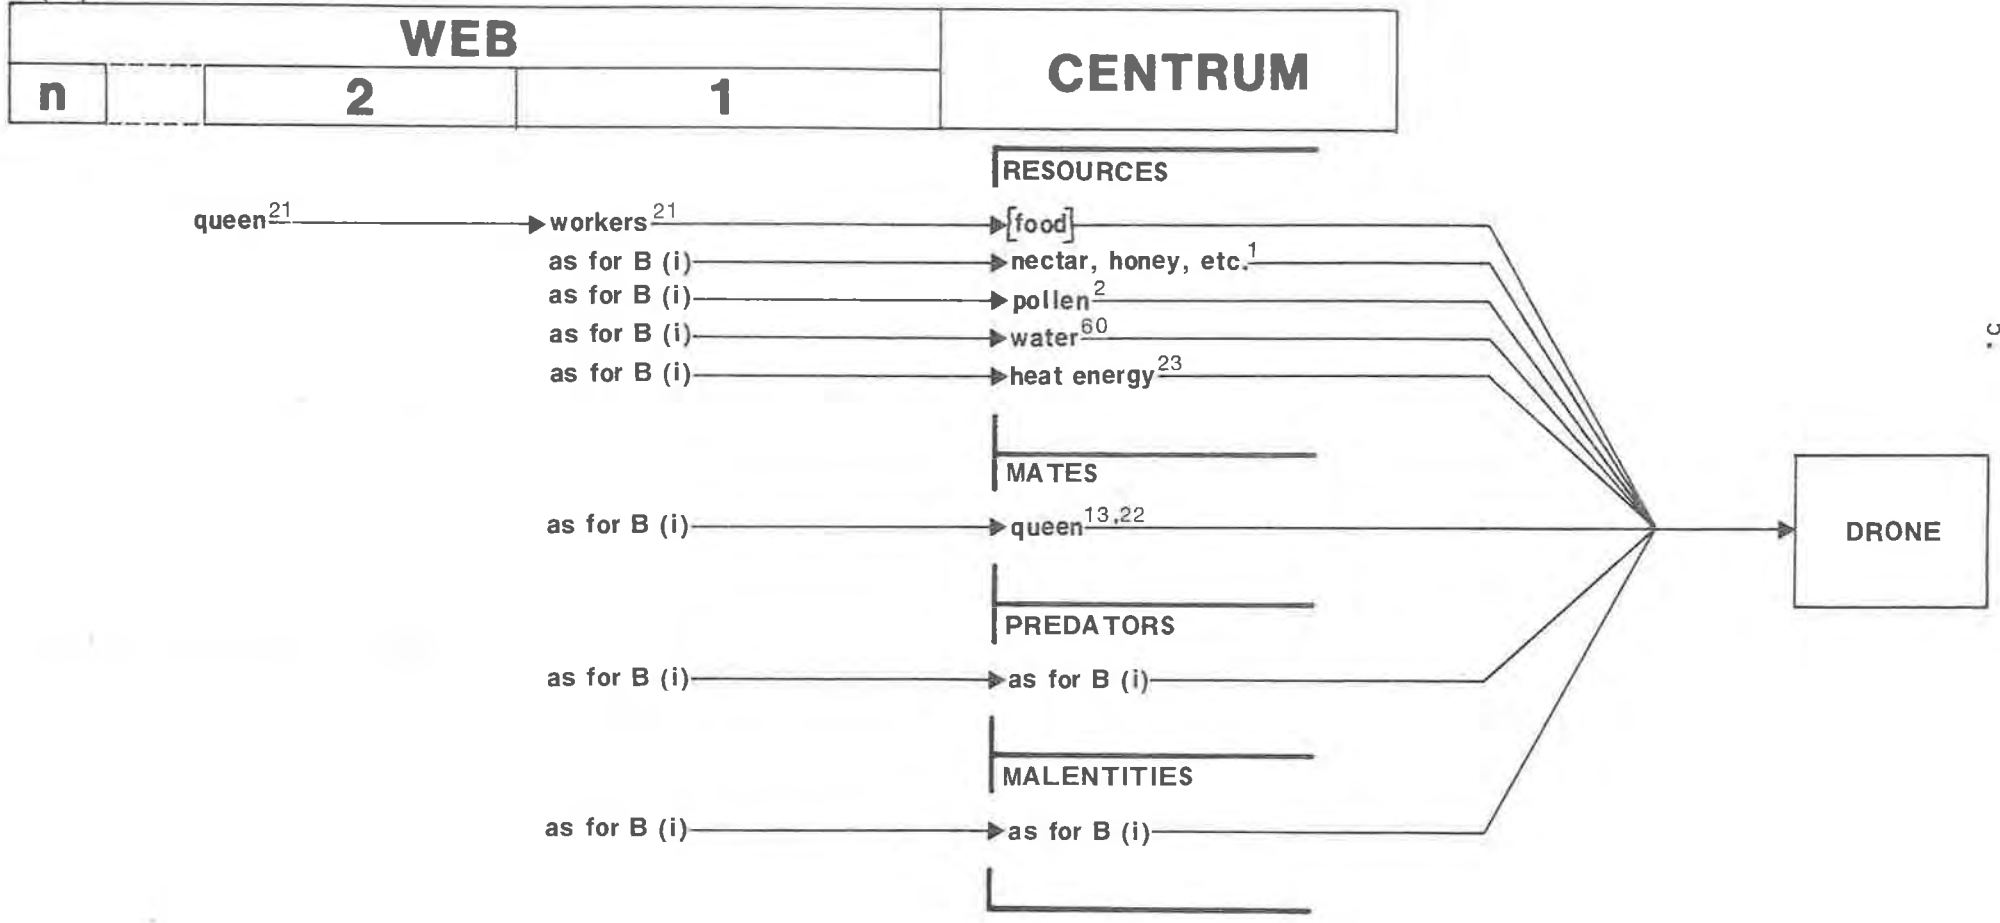 WEB
CENTRUM
n 2 1
RESOURCES
queen21 workers21 [food]
as for B (i) nectar, honey, etc.1
as for B (i) pollen2
as for B (i) water60
as for B (i) heat energy23
MATES
as for B (i) queen13,22
DRONE
PREDATORS
as for B (i) as for B (i)
MALENTITIES
as for B (i) as for B (i)